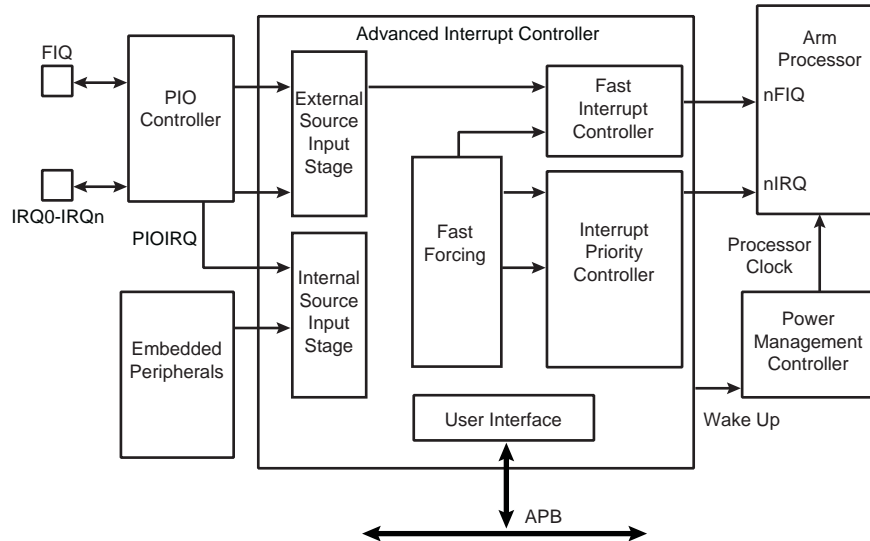 Advanced Interrupt Controller
FIQ
PIO
Controller
IRQ0-IRQn
PIOIRQ
Embedded
Peripherals
External
Source
Input
Stage
Internal
Source
Input
Stage
Fast
Forcing
Fast
Interrupt
Controller
Interrupt
Priority
Controller
User Interface
APB
Arm
Processor
nFIQ
nIRQ
Processor
Clock
Power
Management
Controller
Wake Up